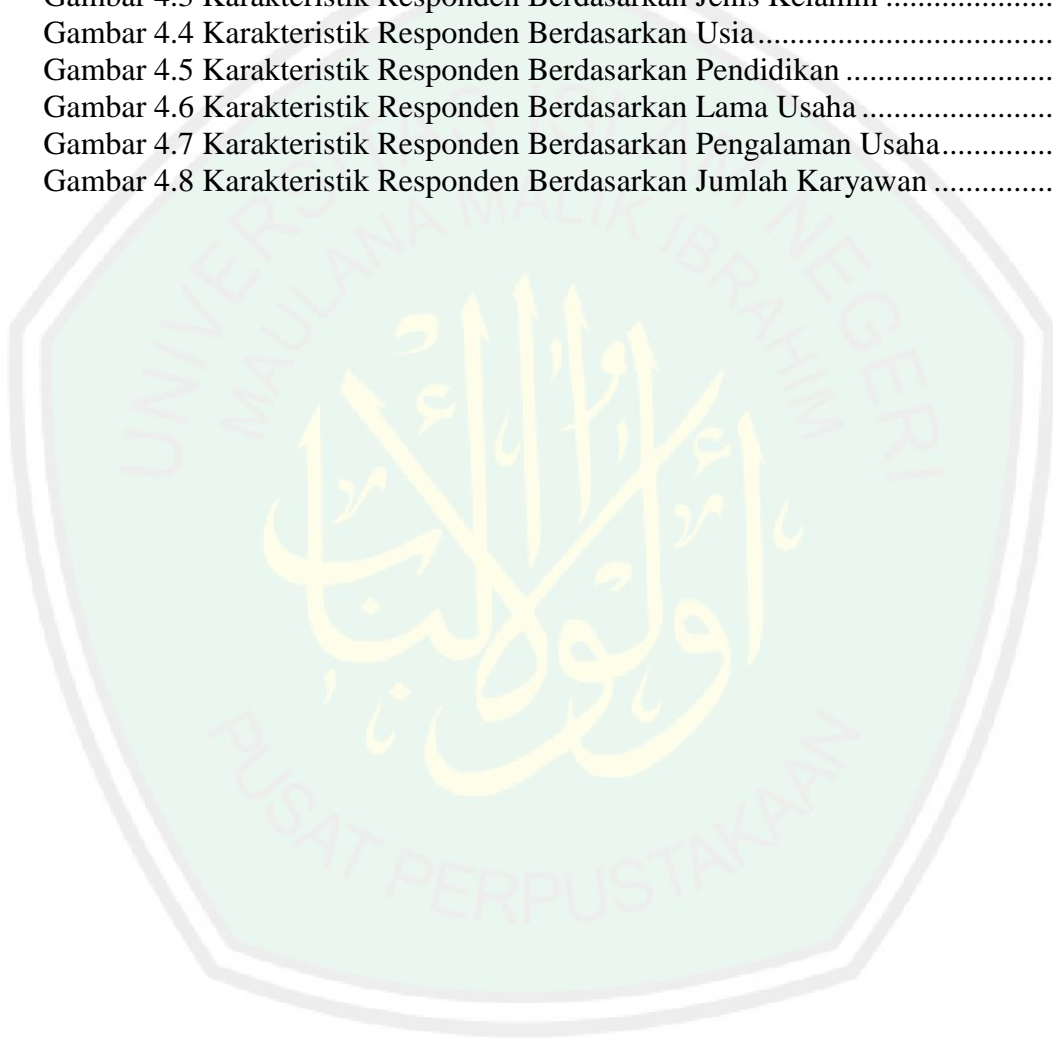 Gambar 4.3 Karakteristik Responden Berdasarkan Jenis Kelamin .....................
Gambar 4.4 Karakteristik Responden Berdasarkan Usia .....................................
Gambar 4.5 Karakteristik Responden Berdasarkan Pendidikan ..........................
Gambar 4.6 Karakteristik Responden Berdasarkan Lama Usaha ........................
Gambar 4.7 Karakteristik Responden Berdasarkan Pengalaman Usaha..............
Gambar 4.8 Karakteristik Responden Berdasarkan Jumlah Karyawan ...............
UNIVERSITAS ISLAM NEGERI
MAULANA MALIK IBRAHIM
أولوا الألباب
PUSAT PERPUSTAKAAN